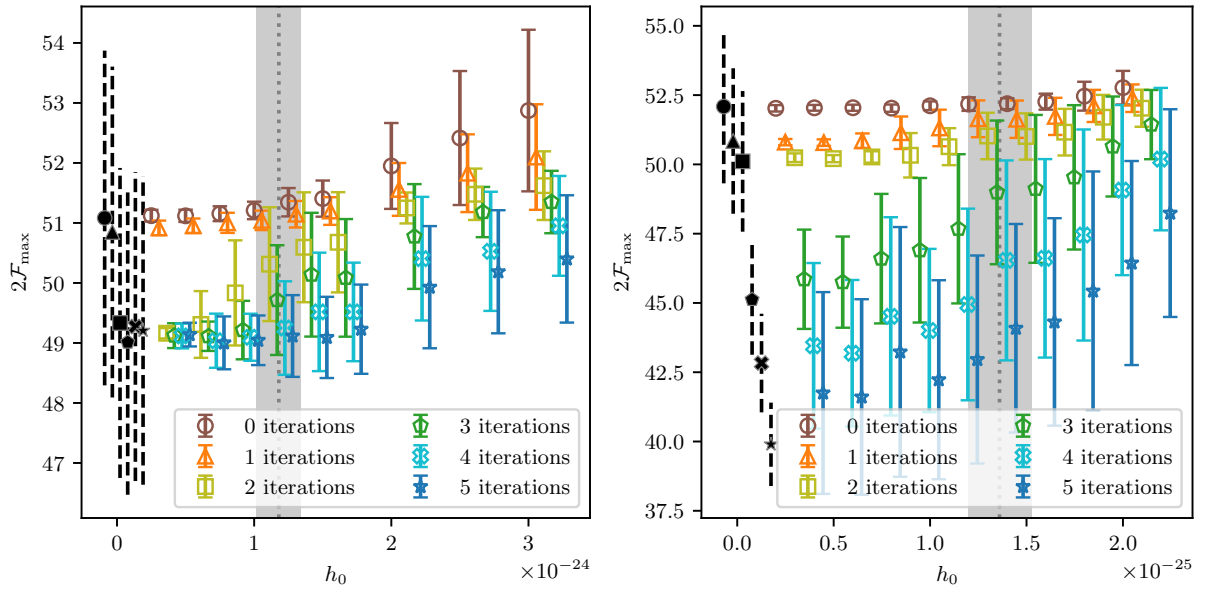 54
53
52
51
50
49
48
47
2ℱmax
0
1
2
3
×10−24
h0
0 iterations
1 iterations
2 iterations
3 iterations
4 iterations
5 iterations
55.0
52.5
50.0
47.5
45.0
42.5
40.0
37.5
2ℱmax
0.0
0.5
1.0
1.5
2.0
×10−25
h0
0 iterations
1 iterations
2 iterations
3 iterations
4 iterations
5 iterations